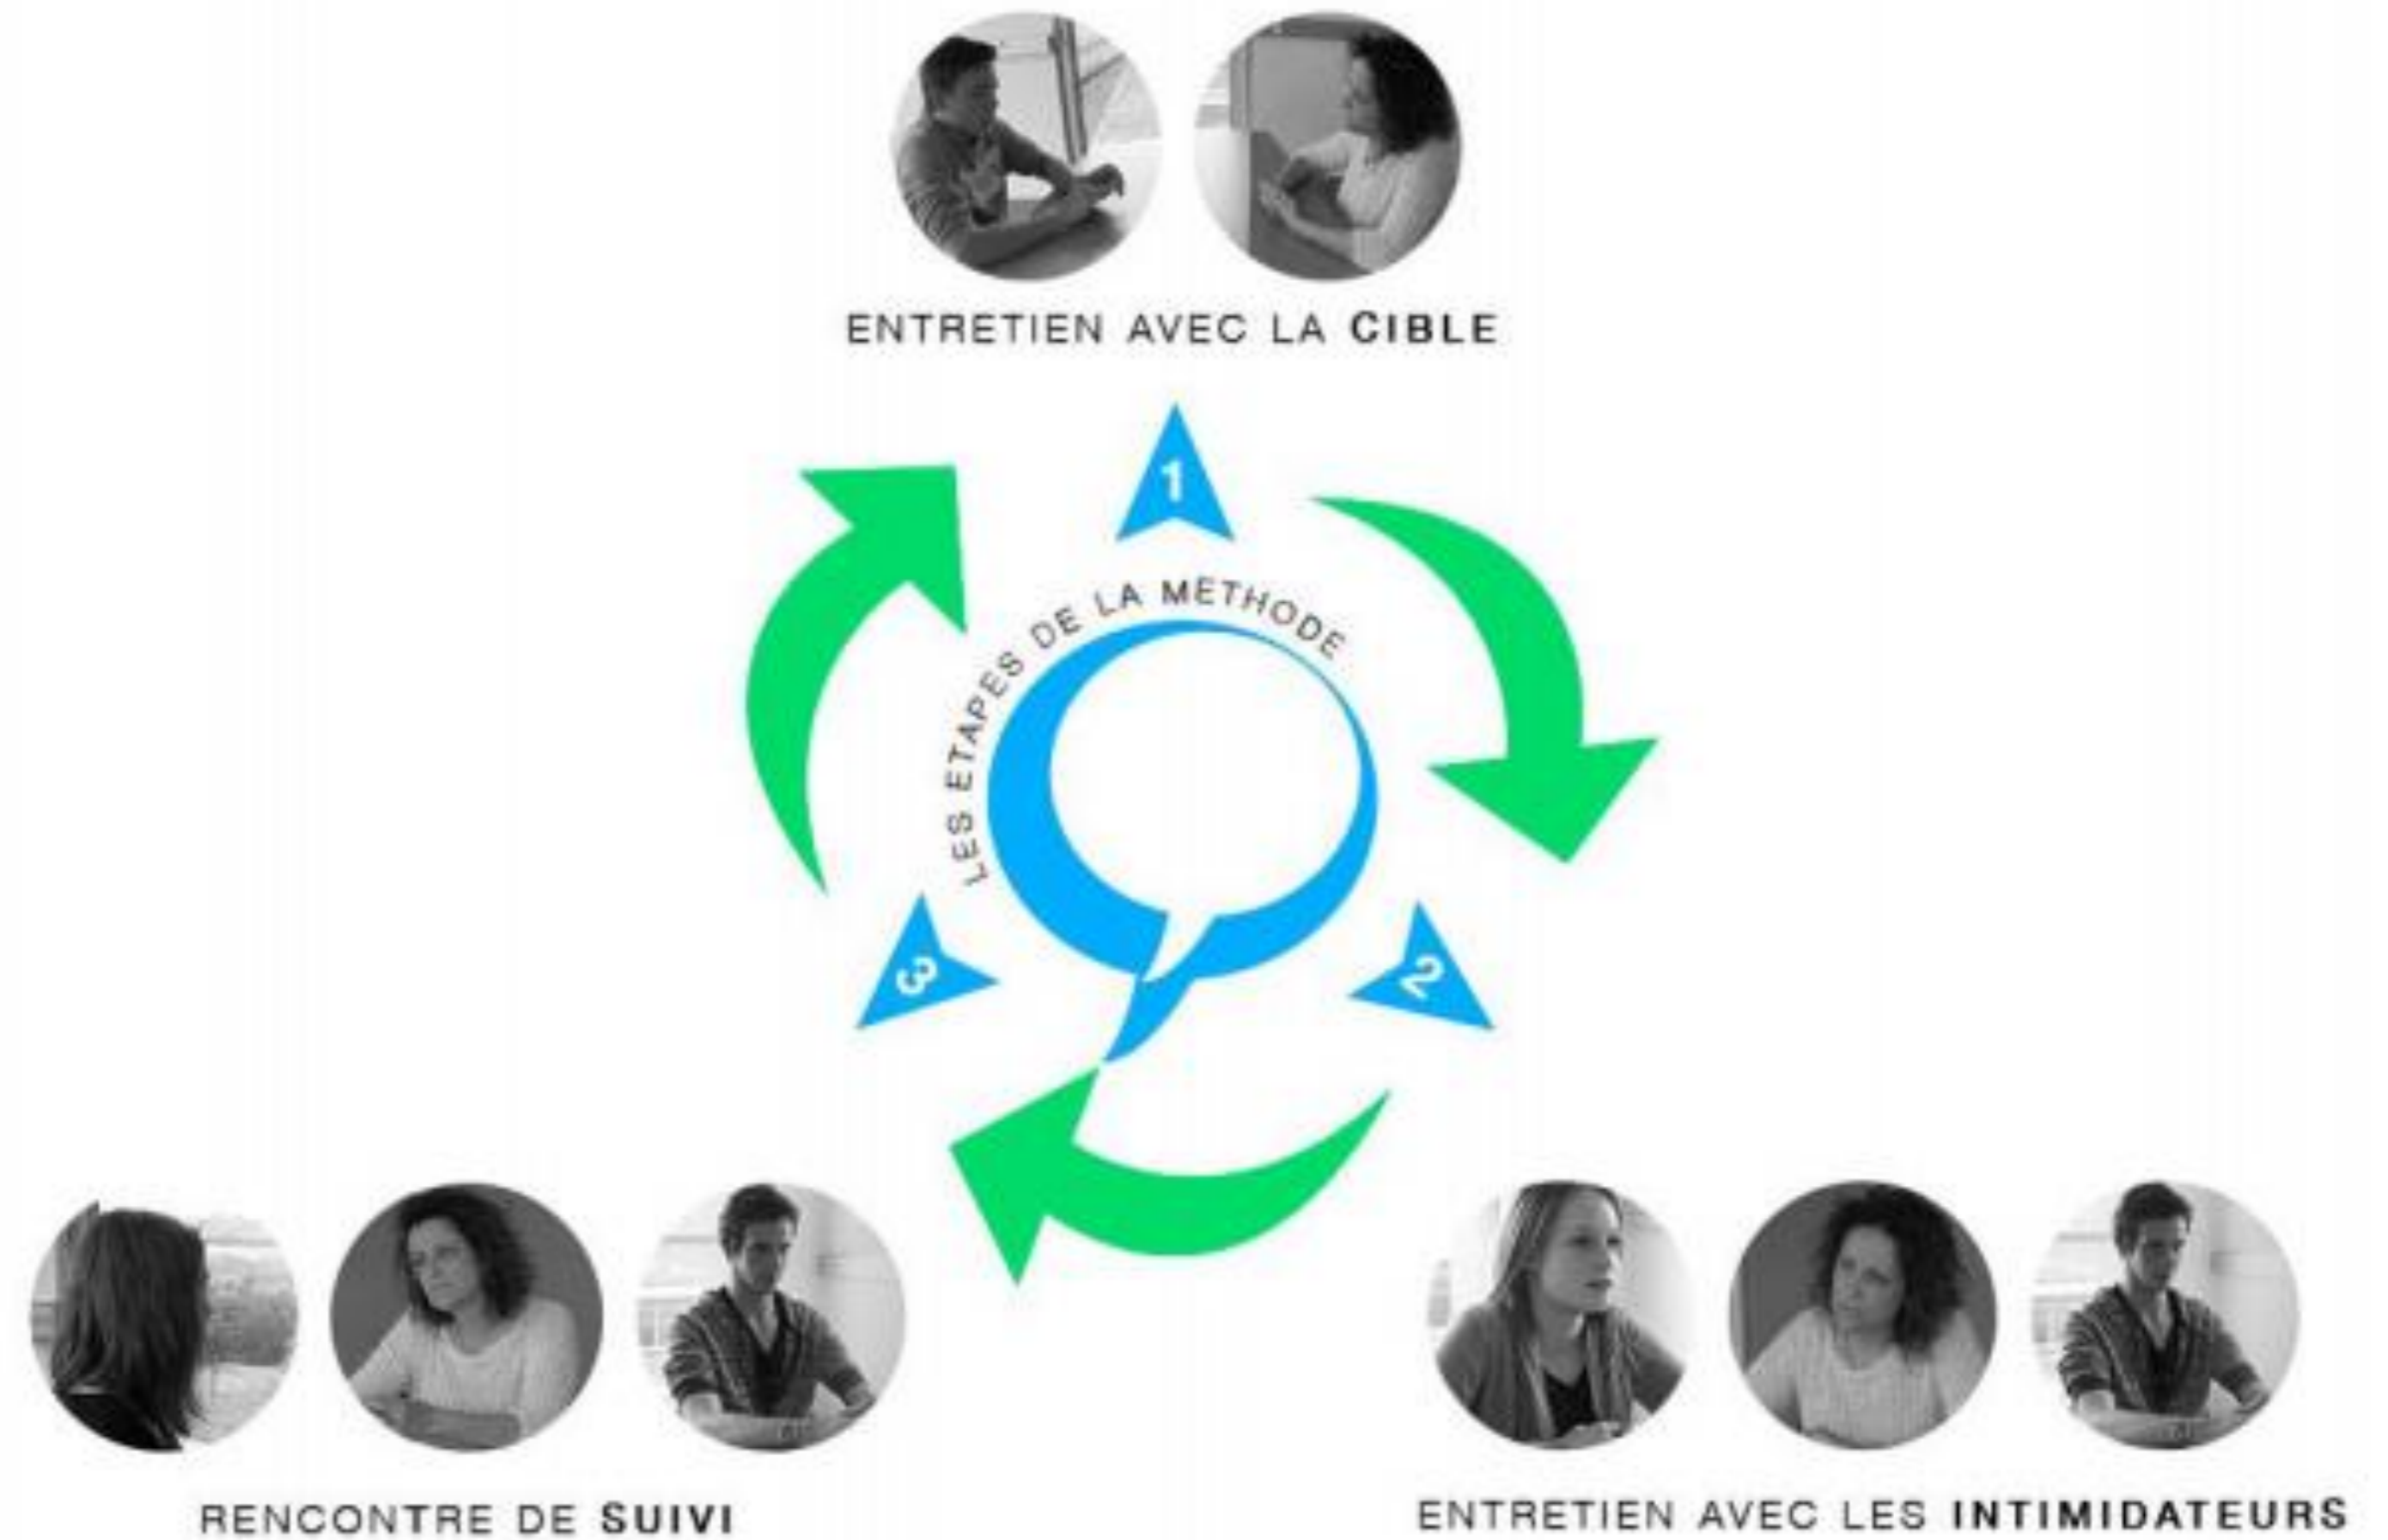 ENTRETIEN AVEC LA CIBLE
1
LES ETAPES DE LA METHODE
3
2
RENCONTRE DE SUIVI
ENTRETIEN AVEC LES INTIMIDATEURS